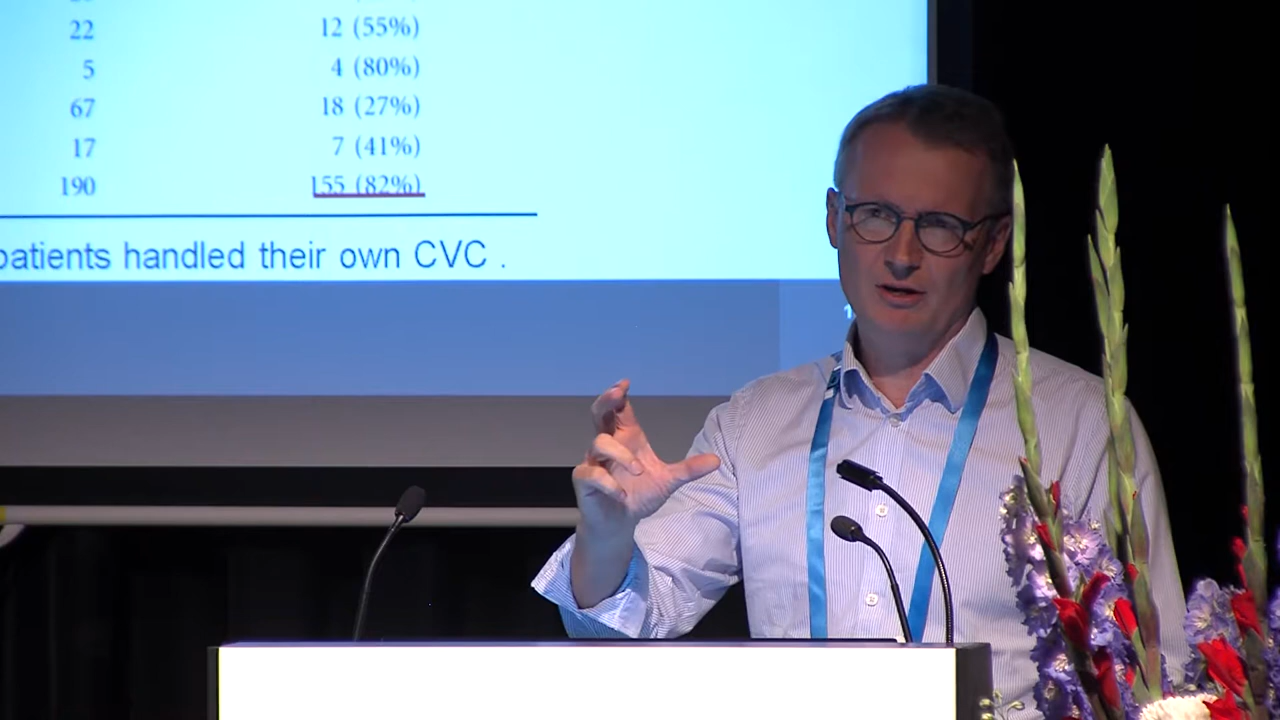 22 12 (55%)
5 4 (80%)
67 18 (27%)
17 7 (41%)
190 155 (82%)
patients handled their own CVC .